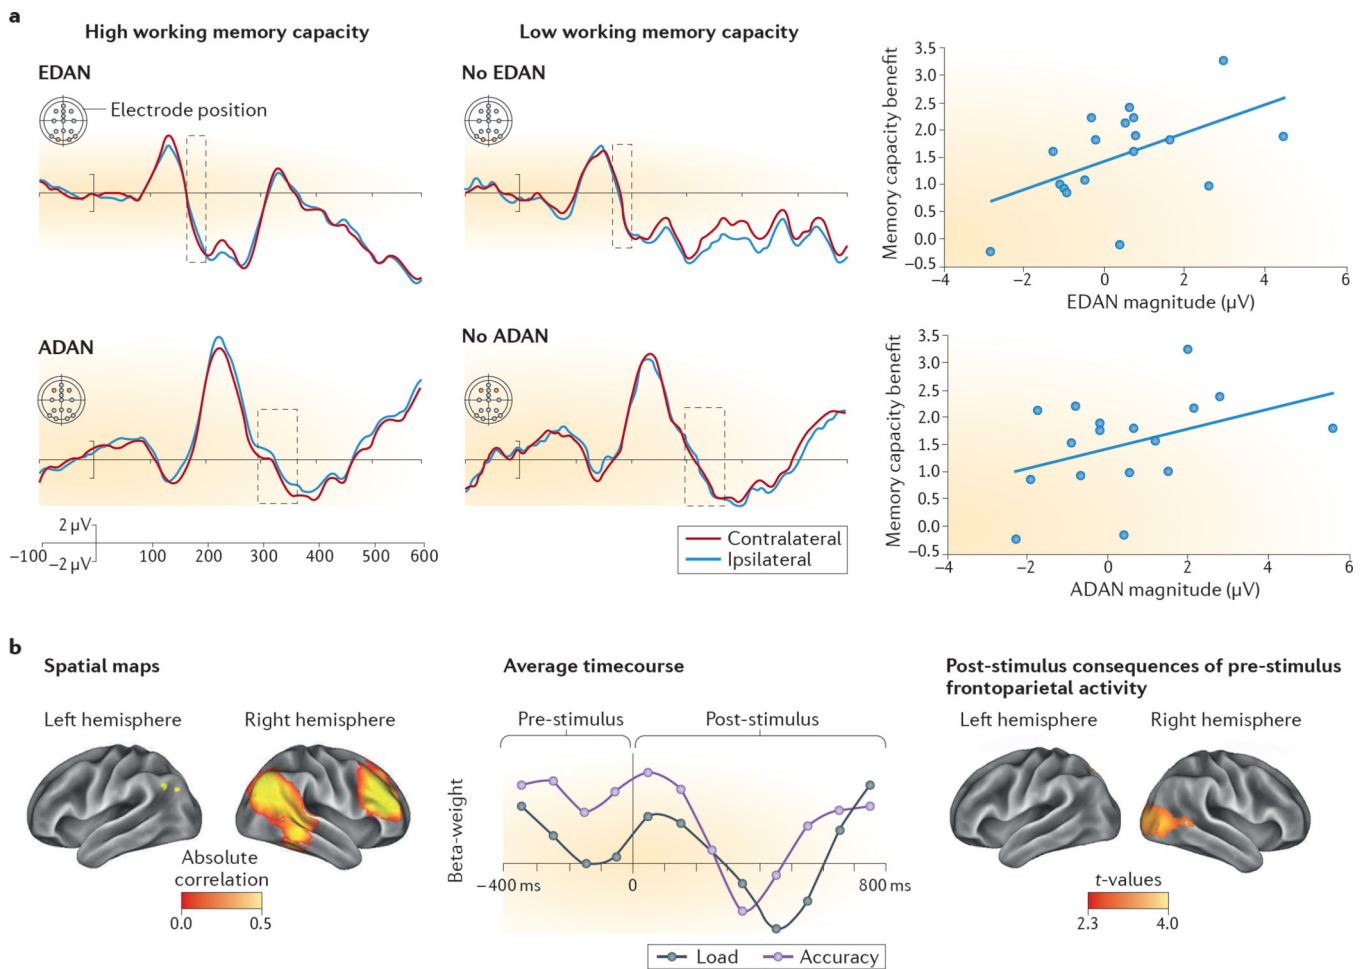 a
High working memory capacity
Low working memory capacity
EDAN
Electrode position
No EDAN
Memory capacity benefit
3.5
3.0
2.5
2.0
1.5
1.0
0.5
0.0
−0.5
−4
−2
0
2
4
6
EDAN magnitude (μV)
ADAN
No ADAN
Memory capacity benefit
3.5
3.0
2.5
2.0
1.5
1.0
0.5
0.0
−0.5
−4
−2
0
2
4
6
ADAN magnitude (μV)
2 μV
−2 μV
−100
100
200
300
400
500
600
Contralateral
Ipsilateral
b
Spatial maps
Left hemisphere
Right hemisphere
Absolute
correlation
0.0
0.5
Average timecourse
Pre-stimulus
Post-stimulus
Beta-weight
−400 ms
0
800 ms
Load
Accuracy
Post-stimulus consequences of pre-stimulus
frontoparietal activity
Left hemisphere
Right hemisphere
t-values
2.3
4.0